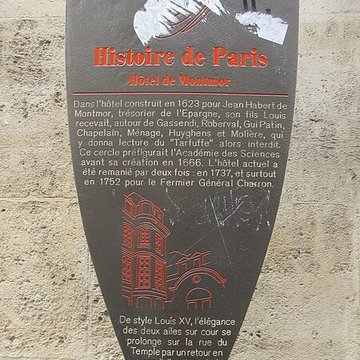 Histoire de Paris
Hôtel de Montmor
Dans l'hôtel construit en 1623 pour Jean Habert de
Montmor, trésorier de l'Epargne, son fils Louis
recevait, autour de Gassendi, Roberval, Gui Patin,
Chapelain, Ménage, Huyghens et Molière, qui
y donna lecture du "Tarfuffe" alors interdit.
Ce cercle préfigurait l'Académie des Sciences
avant sa création en 1666. L'hôtel actuel a
été remanié par deux fois : en 1737, et surtout
en 1752 pour le Fermier Général Charron.
De style Louis XV, l'élégance
des deux ailes sur cour se
prolonge sur la rue du
Temple par un retour en